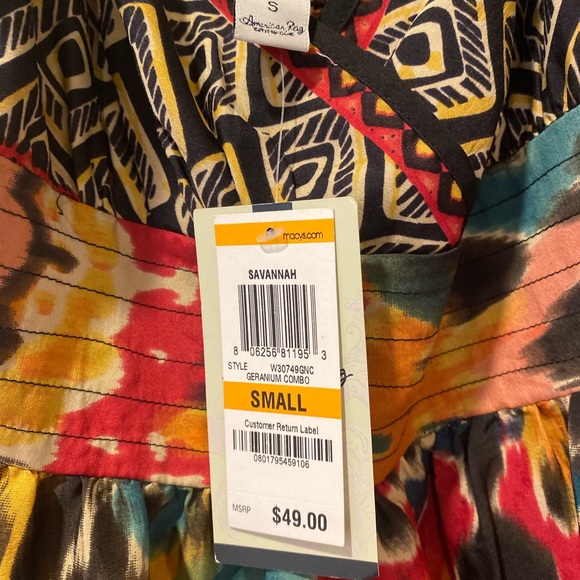 S
American Rag
macys.com
SAVANNAH
8 06256 81195 3
STYLE W30749GNC
GERANIUM COMBO
SMALL
Customer Return Label
0801795459106
MSRP $49.00